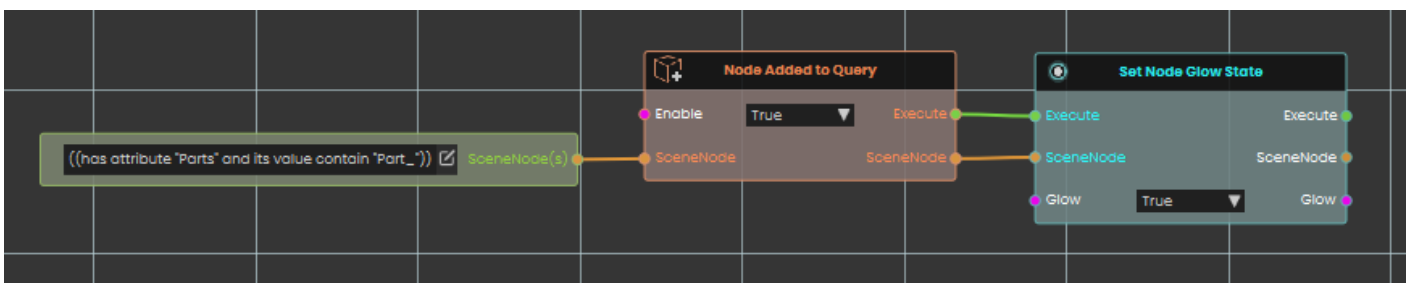 Node Added to Query
Set Node Glow State
Enable True Execute
Execute Execute
((has attribute "Parts" and its value contain "Part_")) SceneNode(s)
SceneNode SceneNode
SceneNode SceneNode
Glow True Glow